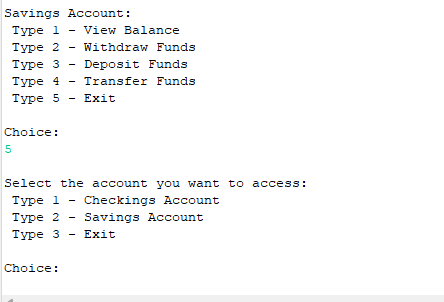 Savings Account:
Type 1 - View Balance
Type 2 - Withdraw Funds
Type 3 - Deposit Funds
Type 4 - Transfer Funds
Type 5 - Exit
Choice:
5
Select the account you want to access:
Type 1 - Checkings Account
Type 2 - Savings Account
Type 3 - Exit
Choice: